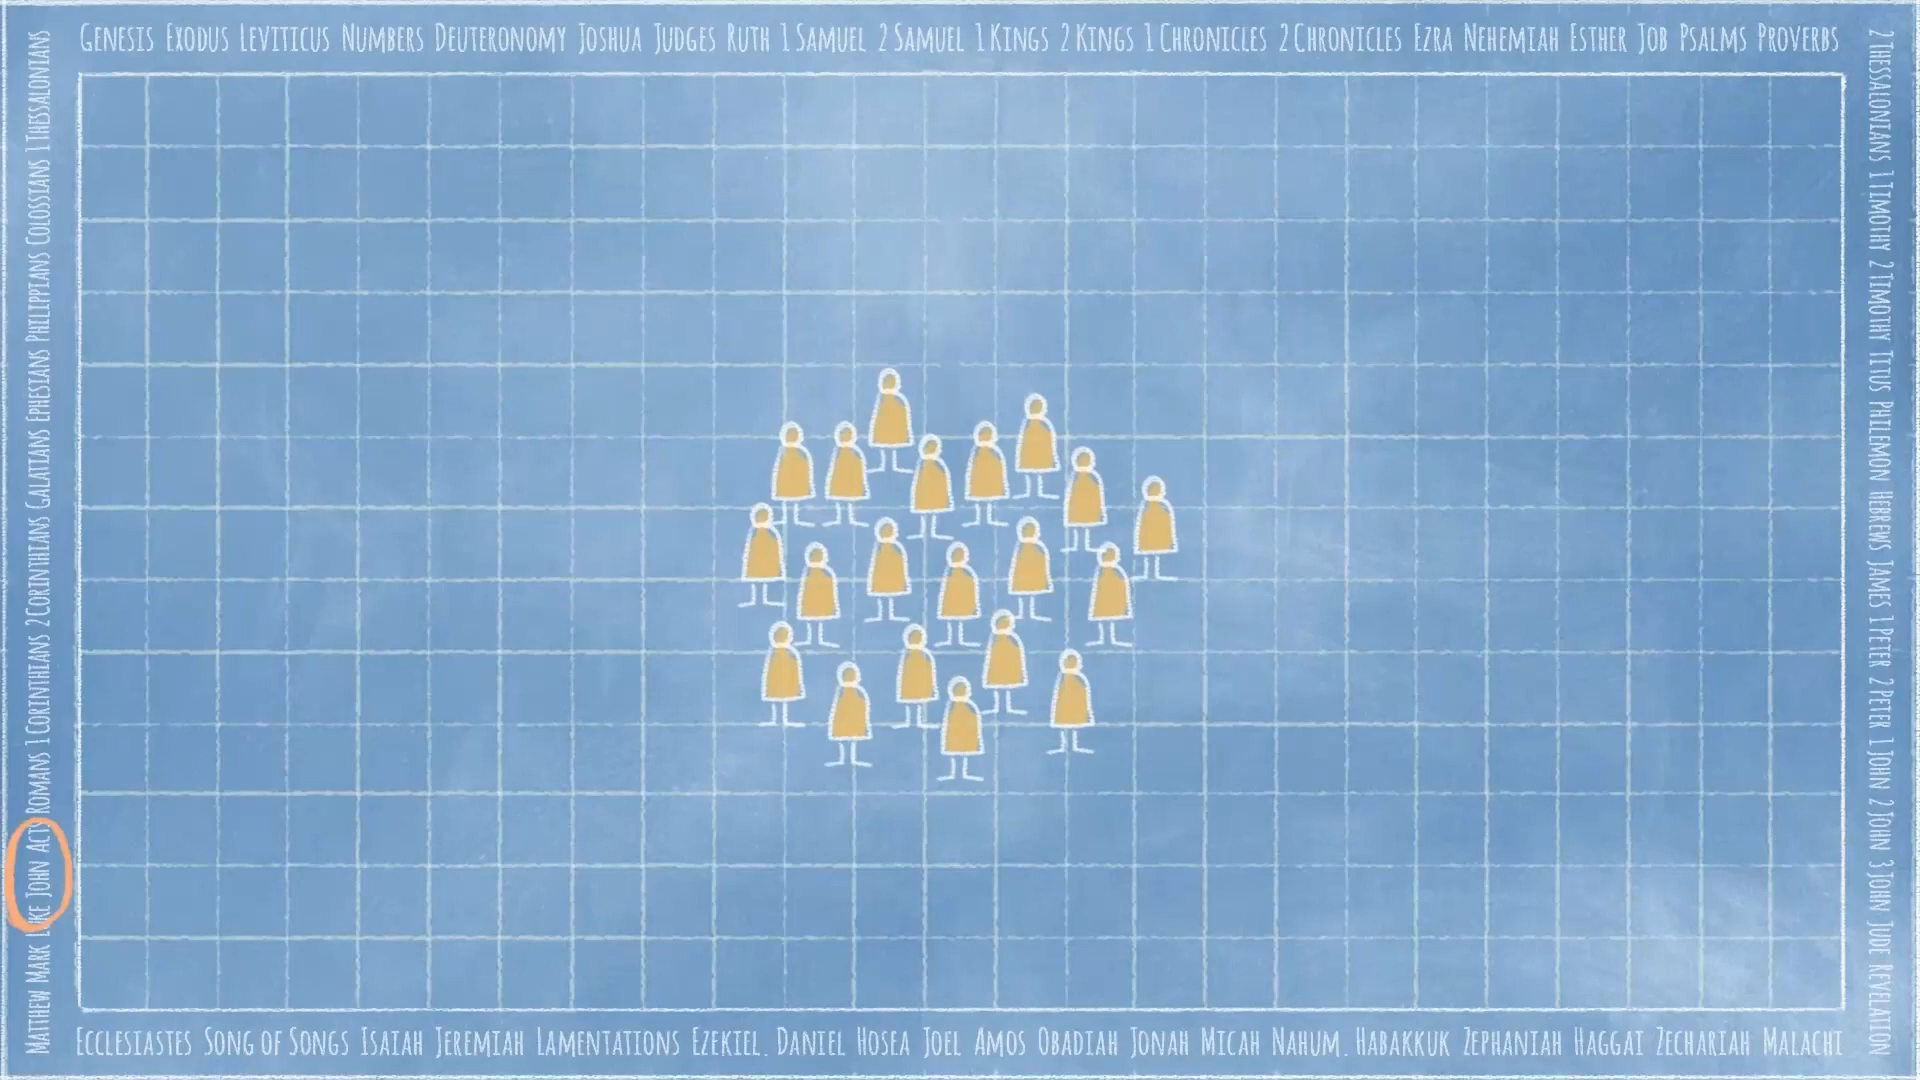 GENESIS EXODUS LEVITICUS NUMBERS DEUTERONOMY JOSHUA JUDGES RUTH 1 SAMUEL 2 SAMUEL 1 KINGS 2 KINGS 1 CHRONICLES 2 CHRONICLES EZRA NEHEMIAH ESTHER JOB PSALMS PROVERBS
ECCLESIASTES SONG OF SONGS ISAIAH JEREMIAH LAMENTATIONS EZEKIEL. DANIEL HOSEA JOEL AMOS OBADIAH JONAH MICAH NAHUM. HABAKKUK ZEPHANIAH HAGGAI ZECHARIAH MALACHI
MATTHEW MARK LUKE JOHN ACTS ROMANS 1 CORINTHIANS 2 CORINTHIANS GALATIANS EPHESIANS PHILIPPIANS COLOSSIANS 1 THESSALONIANS
2 THESSALONIANS 1 TIMOTHY 2 TIMOTHY TITUS PHILEMON HEBREWS JAMES 1 PETER 2 PETER 1 JOHN 2 JOHN 3 JOHN JUDE REVELATION